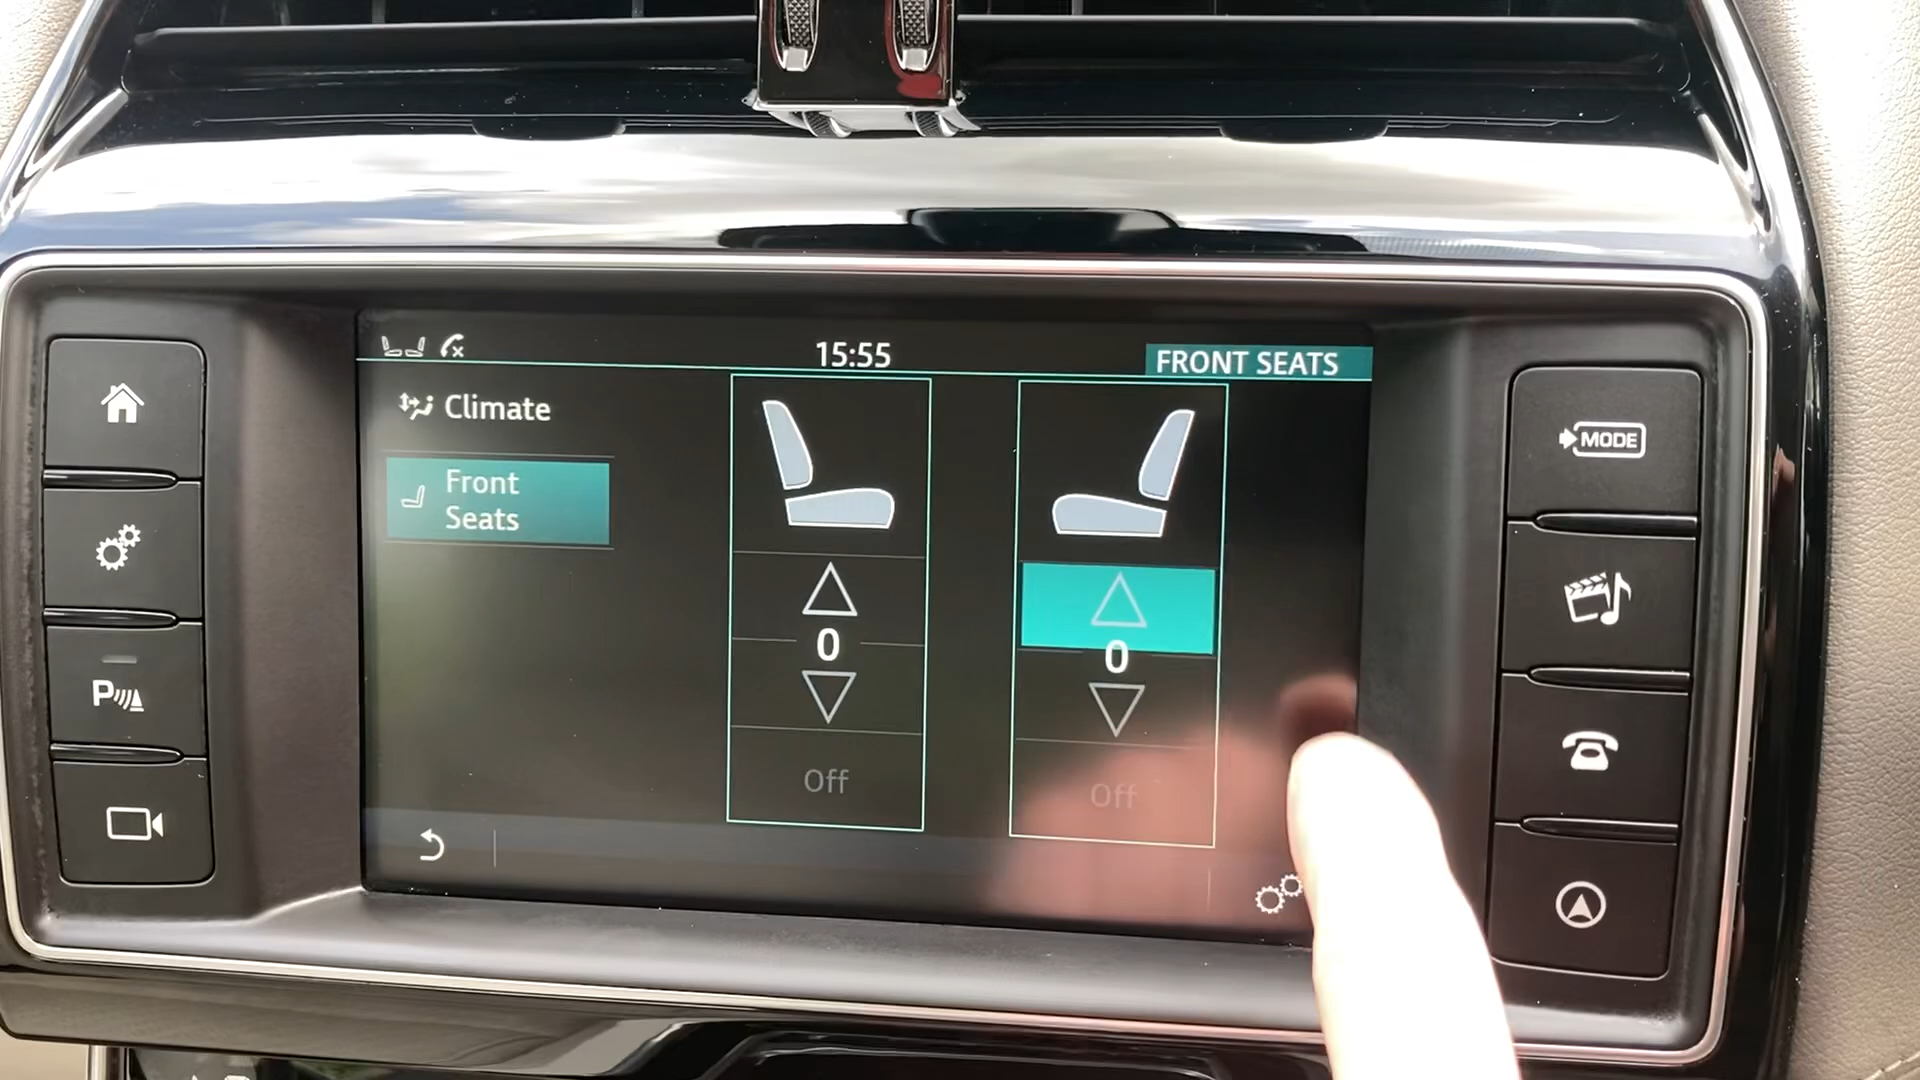 15:55
FRONT SEATS
Climate
Front
Seats
0
0
Off
Off
MODE
P